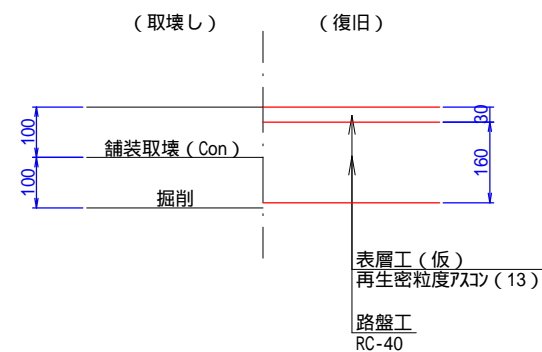 (取壊し)
(復旧)
100
30
舗装取壊(Con)
160
100
掘削
表層工(仮)
再生密粒度アスコン(13)
路盤工
RC-40